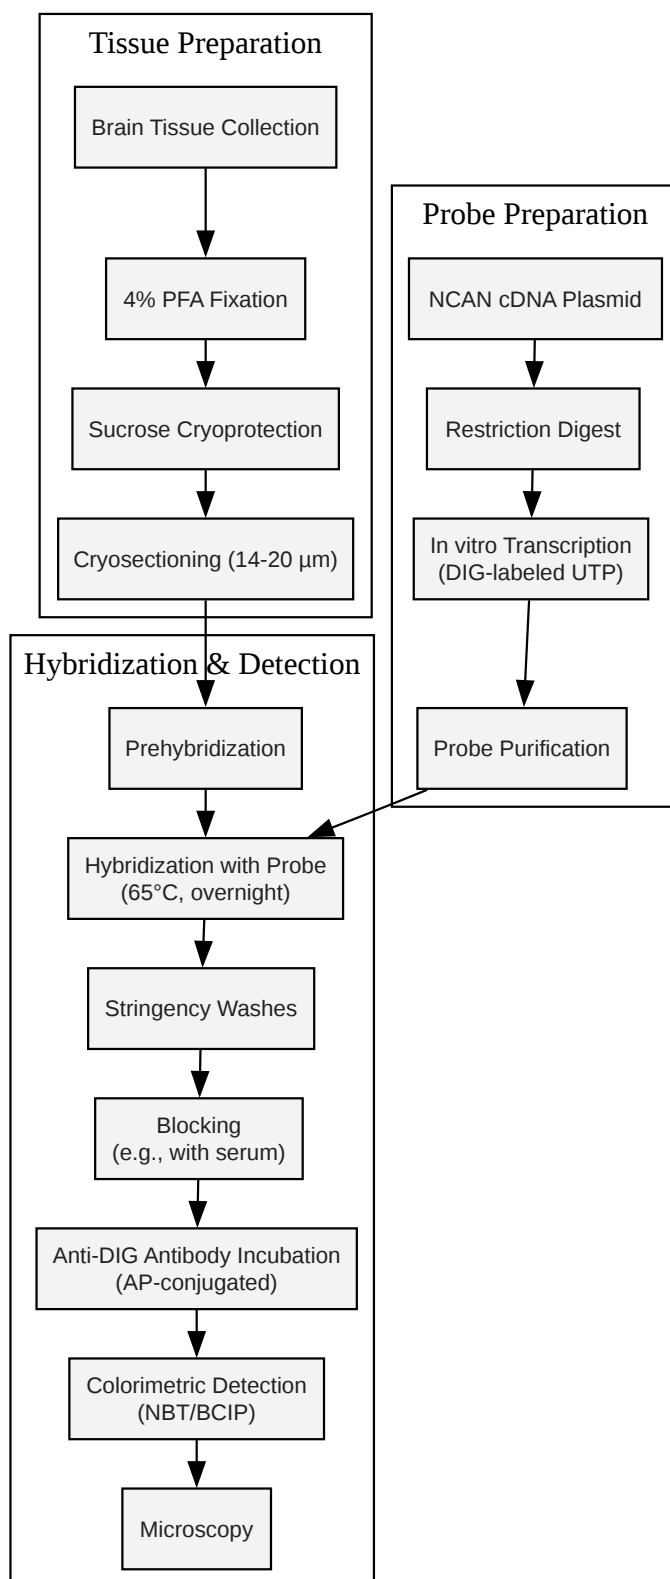 Tissue Preparation
Brain Tissue Collection
4% PFA Fixation
Sucrose Cryoprotection
Cryosectioning (14-20 µm)
Probe Preparation
NCAN cDNA Plasmid
Restriction Digest
In vitro Transcription
(DIG-labeled UTP)
Probe Purification
Hybridization & Detection
Prehybridization
Hybridization with Probe
(65°C, overnight)
Stringency Washes
Blocking
(e.g., with serum)
Anti-DIG Antibody Incubation
(AP-conjugated)
Colorimetric Detection
(NBT/BCIP)
Microscopy